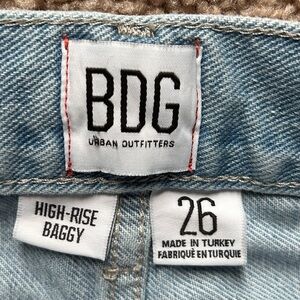 BDG
URBAN OUTFITTERS
HIGH-RISE
BAGGY
26
MADE IN TURKEY
FABRIQUÉ EN TURQUIE